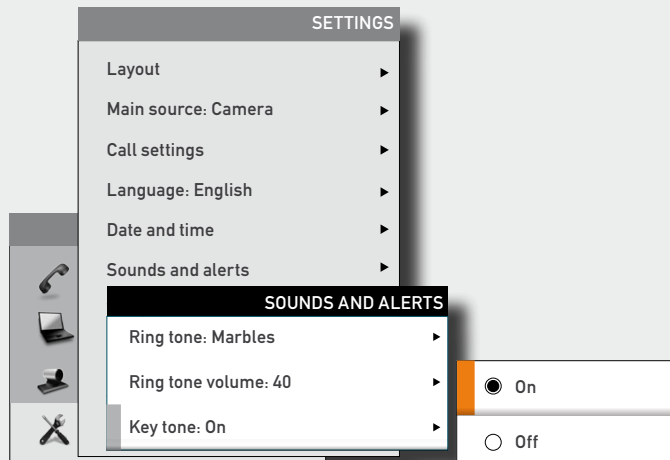 SETTINGS
Layout
Main source: Camera
Call settings
Language: English
Date and time
Sounds and alerts
SOUNDS AND ALERTS
Ring tone: Marbles
Ring tone volume: 40
Key tone: On
On
Off